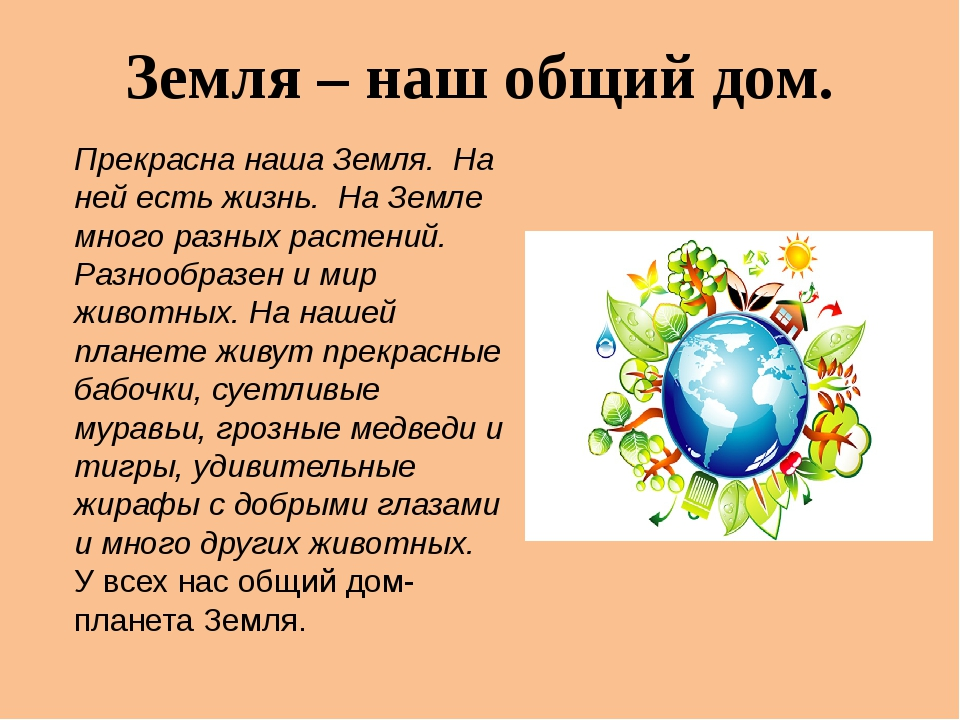 Земля – наш общий дом.
Прекрасна наша Земля.  На
ней есть жизнь.  На Земле
много разных растений.
Разнообразен и мир
животных. На нашей
планете живут прекрасные
бабочки, суетливые
муравьи, грозные медведи и
тигры, удивительные
жирафы с добрыми глазами
и много других животных.
У всех нас общий дом-
планета Земля.